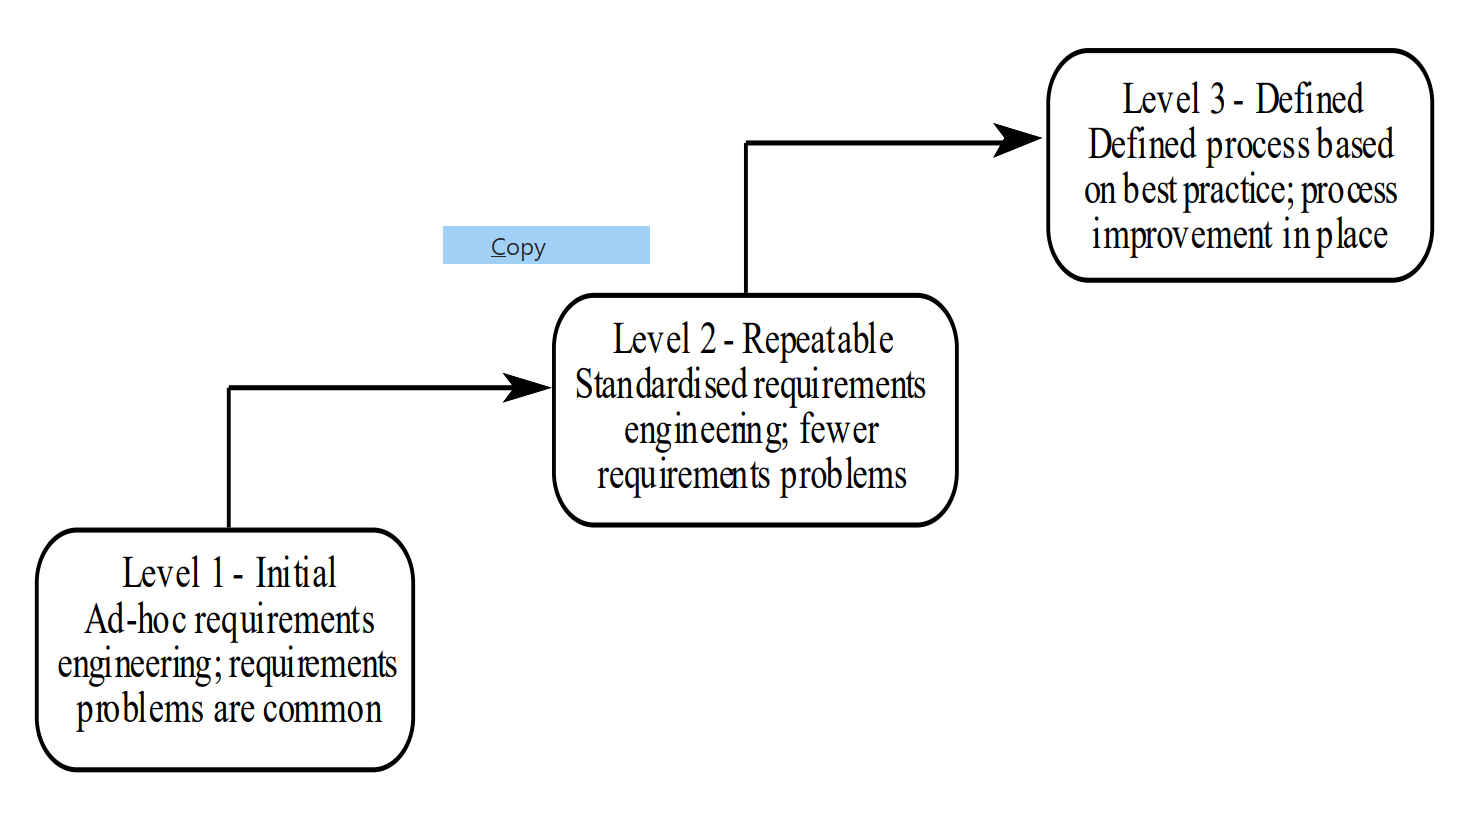 Level 3 - Defined
Defined process based
on best practice; process
improvement in place
Copy
Level 2 - Repeatable
Standardised requirements
engineering; fewer
requirements problems
Level 1 - Initial
Ad-hoc requirements
engineering; requirements
problems are common